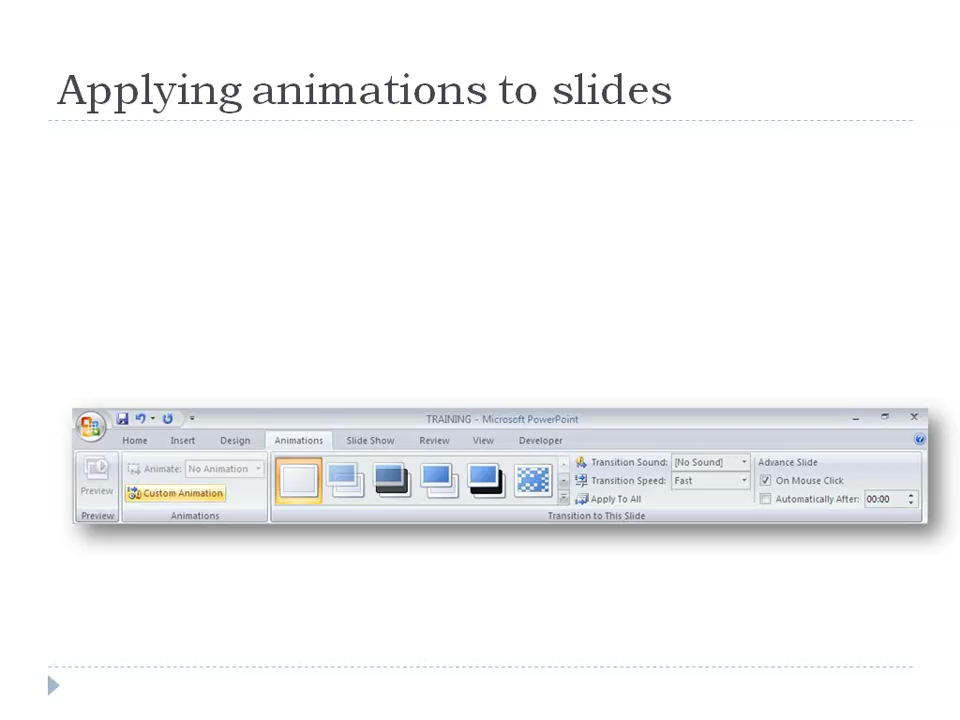 Applying animations to slides
TRAINING - Microsoft PowerPoint
Home Insert Design Animations Slide Show Review View Developer
Preview
Animate: No Animation
Custom Animation
Transition Sound: [No Sound]
Transition Speed: Fast
Apply To All
Advance Slide
On Mouse Click
Automatically After: 00:00
Preview Animations Transition to This Slide